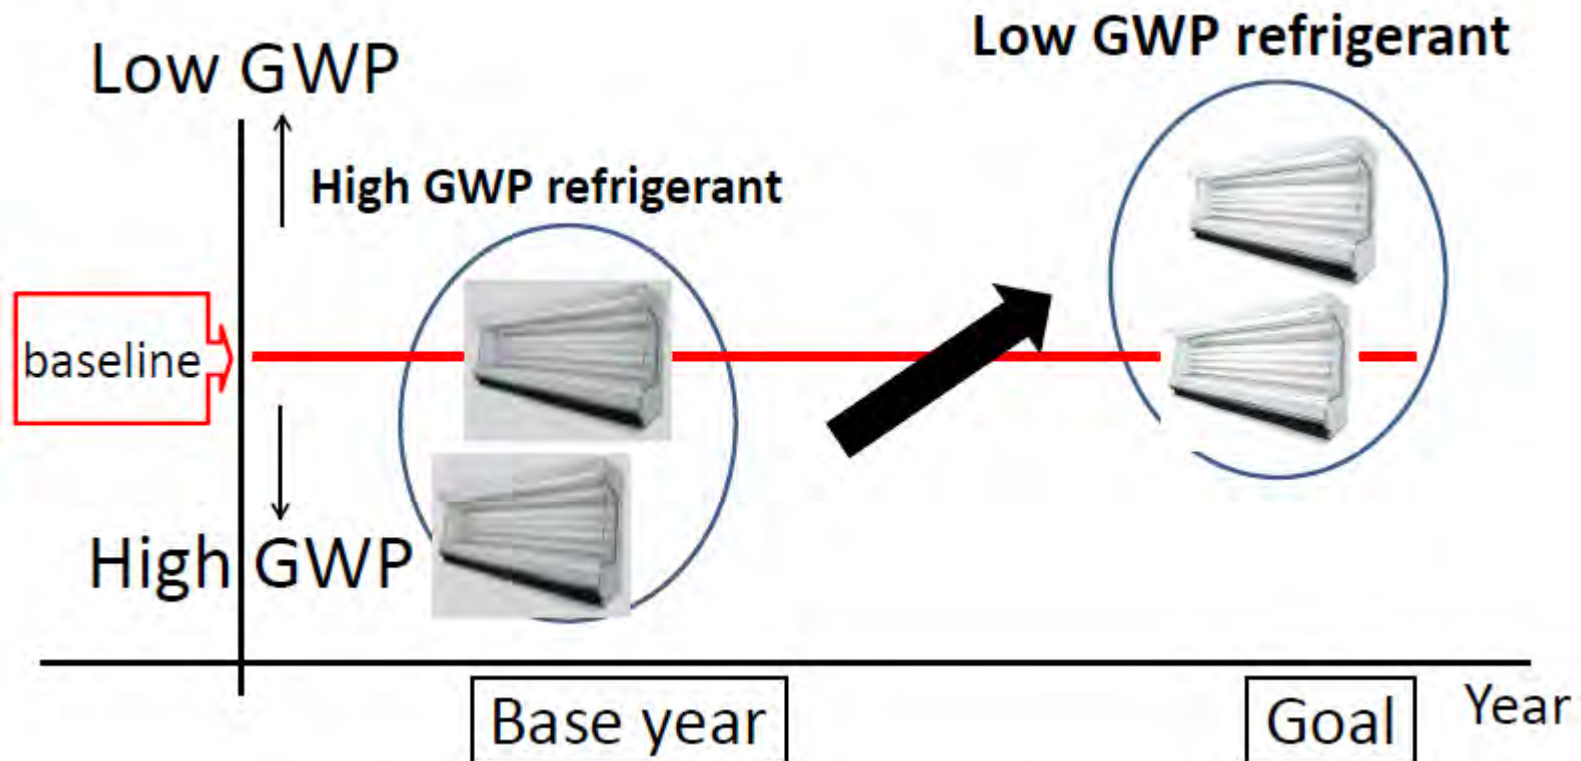 Low GWP refrigerant
Low GWP
High GWP refrigerant
baseline
High GWP
Base year
Goal
Year